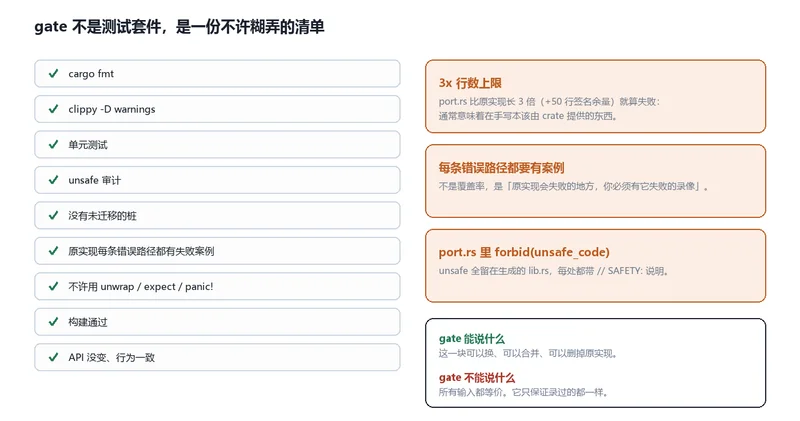 gate 不是测试套件，是一份不许糊弄的清单
cargo fmt
clippy -D warnings
单元测试
unsafe 审计
没有未迁移的桩
原实现每条错误路径都有失败案例
不许用 unwrap / expect / panic!
构建通过
API 没变、行为一致
3x 行数上限
port.rs 比原实现长 3 倍（+50 行签名余量）就算失败：
通常意味着在手写本该由 crate 提供的东西。
每条错误路径都要有案例
不是覆盖率，是「原实现会失败的地方，你必须有它失败的录像」。
port.rs 里 forbid(unsafe_code)
unsafe 全留在生成的 lib.rs，每处都带 // SAFETY: 说明。
gate 能说什么
这一块可以换、可以合并、可以删掉原实现。
gate 不能说什么
所有输入都等价。它只保证录过的都一样。